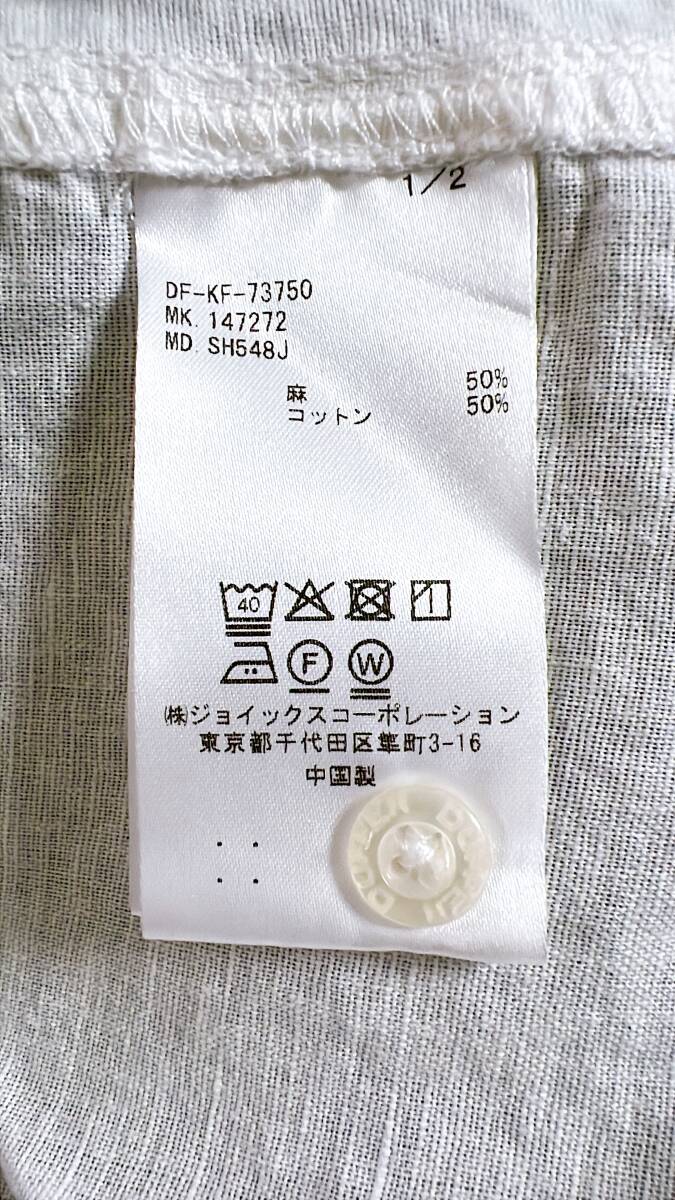 1/2
DF-KF-73750
MK. 147272
MD. SH548J
麻 50%
コットン 50%
40
F W
㈱ジョイックスコーポレーション
東京都千代田区隼町3-16
中国製